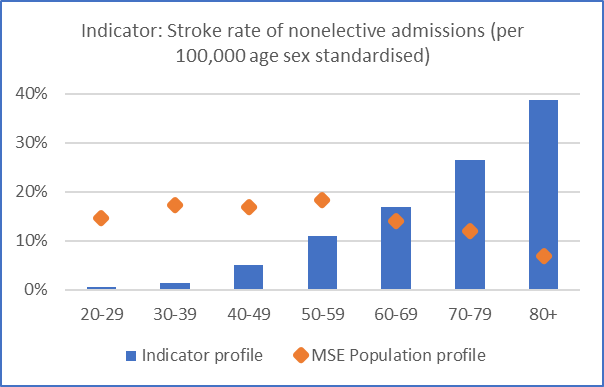 Indicator: Stroke rate of nonelective admissions (per
100,000 age sex standardised)
40%
30%
20%
10%
0%
20-29 30-39 40-49 50-59 60-69 70-79 80+
Indicator profile MSE Population profile